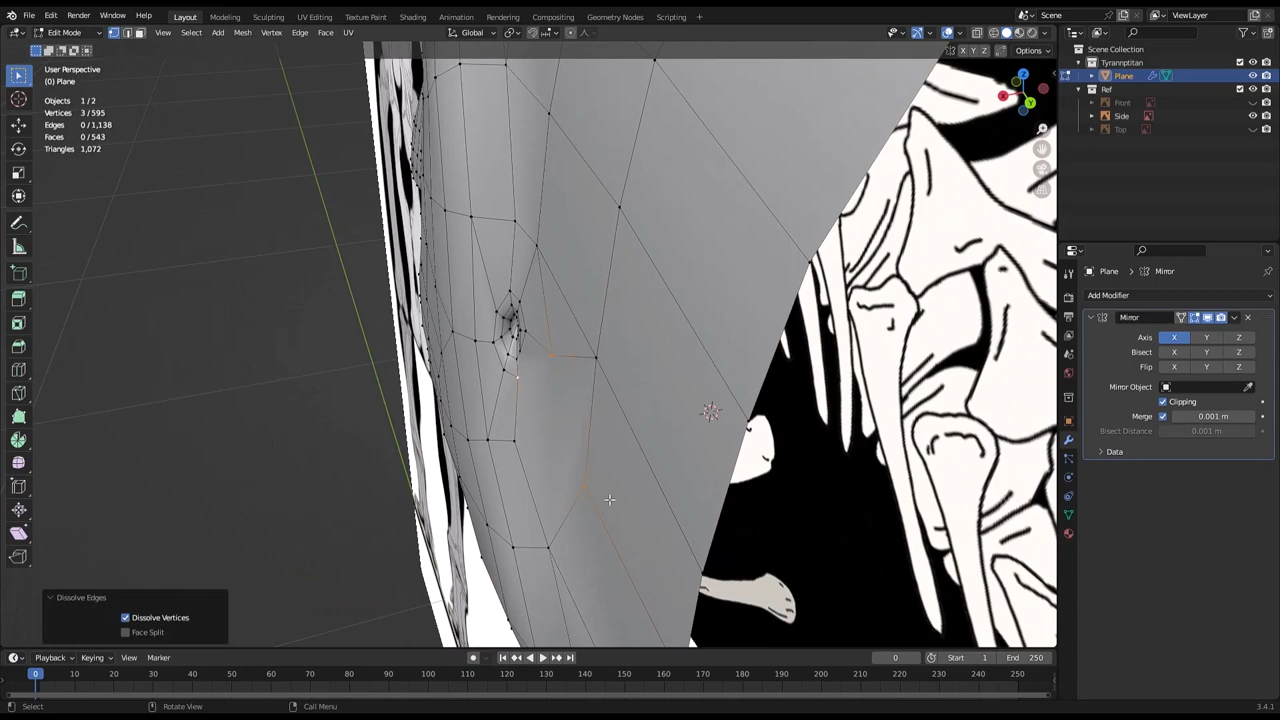 File Edit Render Window Help Layout Modeling Sculpting UV Editing Texture Paint Shading Animation Rendering Compositing Geometry Nodes Scripting + Scene ViewLayer
Edit Mode View Select Add Mesh Vertex Edge Face UV Global
X Y Z Options
User Perspective
(0) Plane
Objects 1/2
Vertices 3/595
Edges 0/1,138
Faces 0/543
Triangles 1,072
Z
X
Y
Scene Collection
Tyrannptitan
Plane
Ref
Front
Side
Top
Plane Mirror
Add Modifier
Mirror
Axis X Y Z
Bisect X Y Z
Flip X Y Z
Mirror Object
Clipping
Merge 0.001 m
Bisect Distance 0.001 m
Data
Dissolve Edges
Dissolve Vertices
Face Split
Playback Keying View Marker 0 Start 1 End 250
0 10 20 30 40 50 60 70 80 90 100 110 120 130 140 150 160 170 180 190 200 210 220 230 240 250
Select Rotate View Call Menu 3.4.1